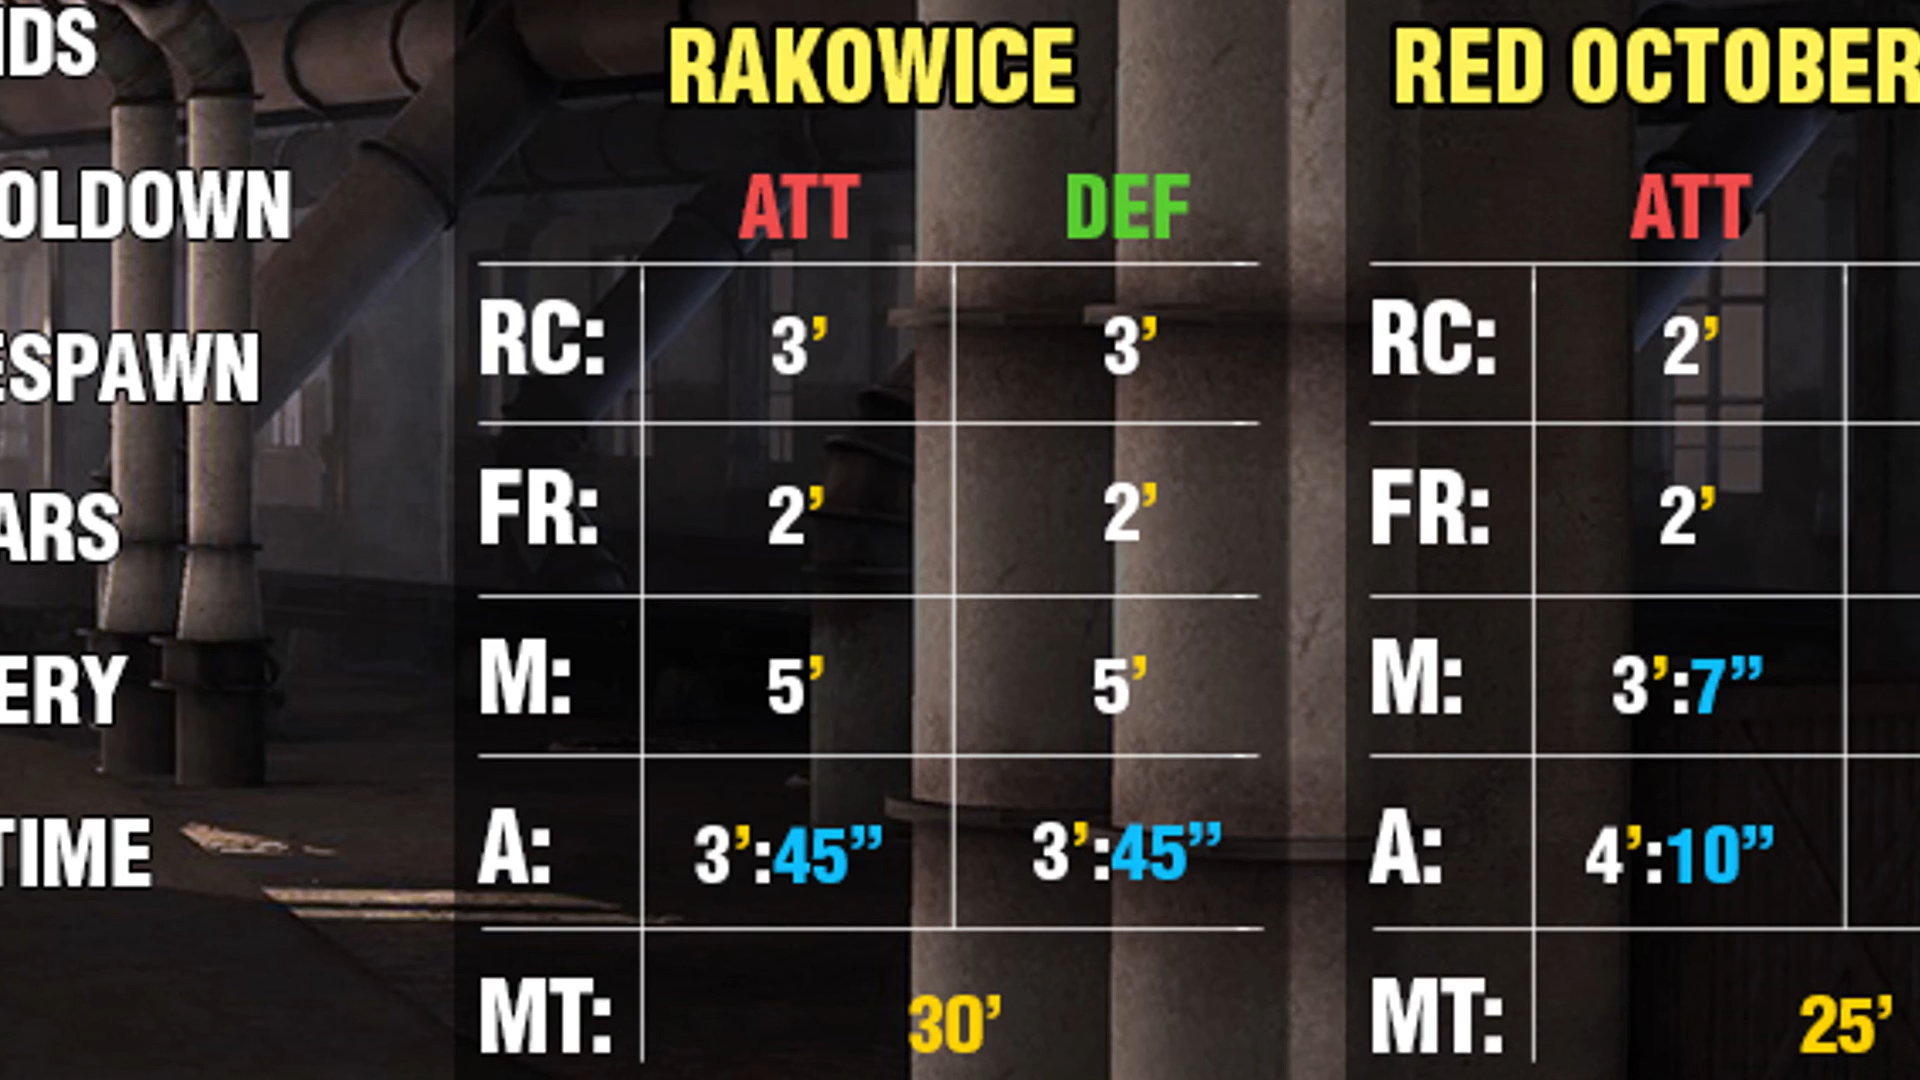 IDS
OLDOWN
ESPAWN
ARS
ERY
TIME
RAKOWICE
ATT DEF
RC: 3’ 3’
FR: 2’ 2’
M: 5’ 5’
A: 3’:45” 3’:45”
MT: 30’
RED OCTOBER
ATT
RC: 2’
FR: 2’
M: 3’:7”
A: 4’:10”
MT: 25’